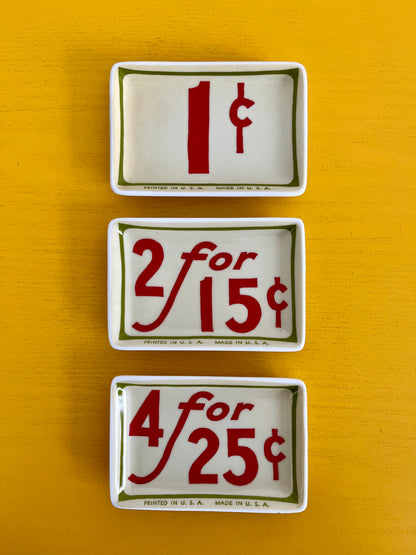 1¢
PRINTED IN U. S. A. MADE IN U. S. A.
2 for
15¢
PRINTED IN U. S. A. MADE IN U. S. A.
4 for
25¢
PRINTED IN U. S. A. MADE IN U. S. A.